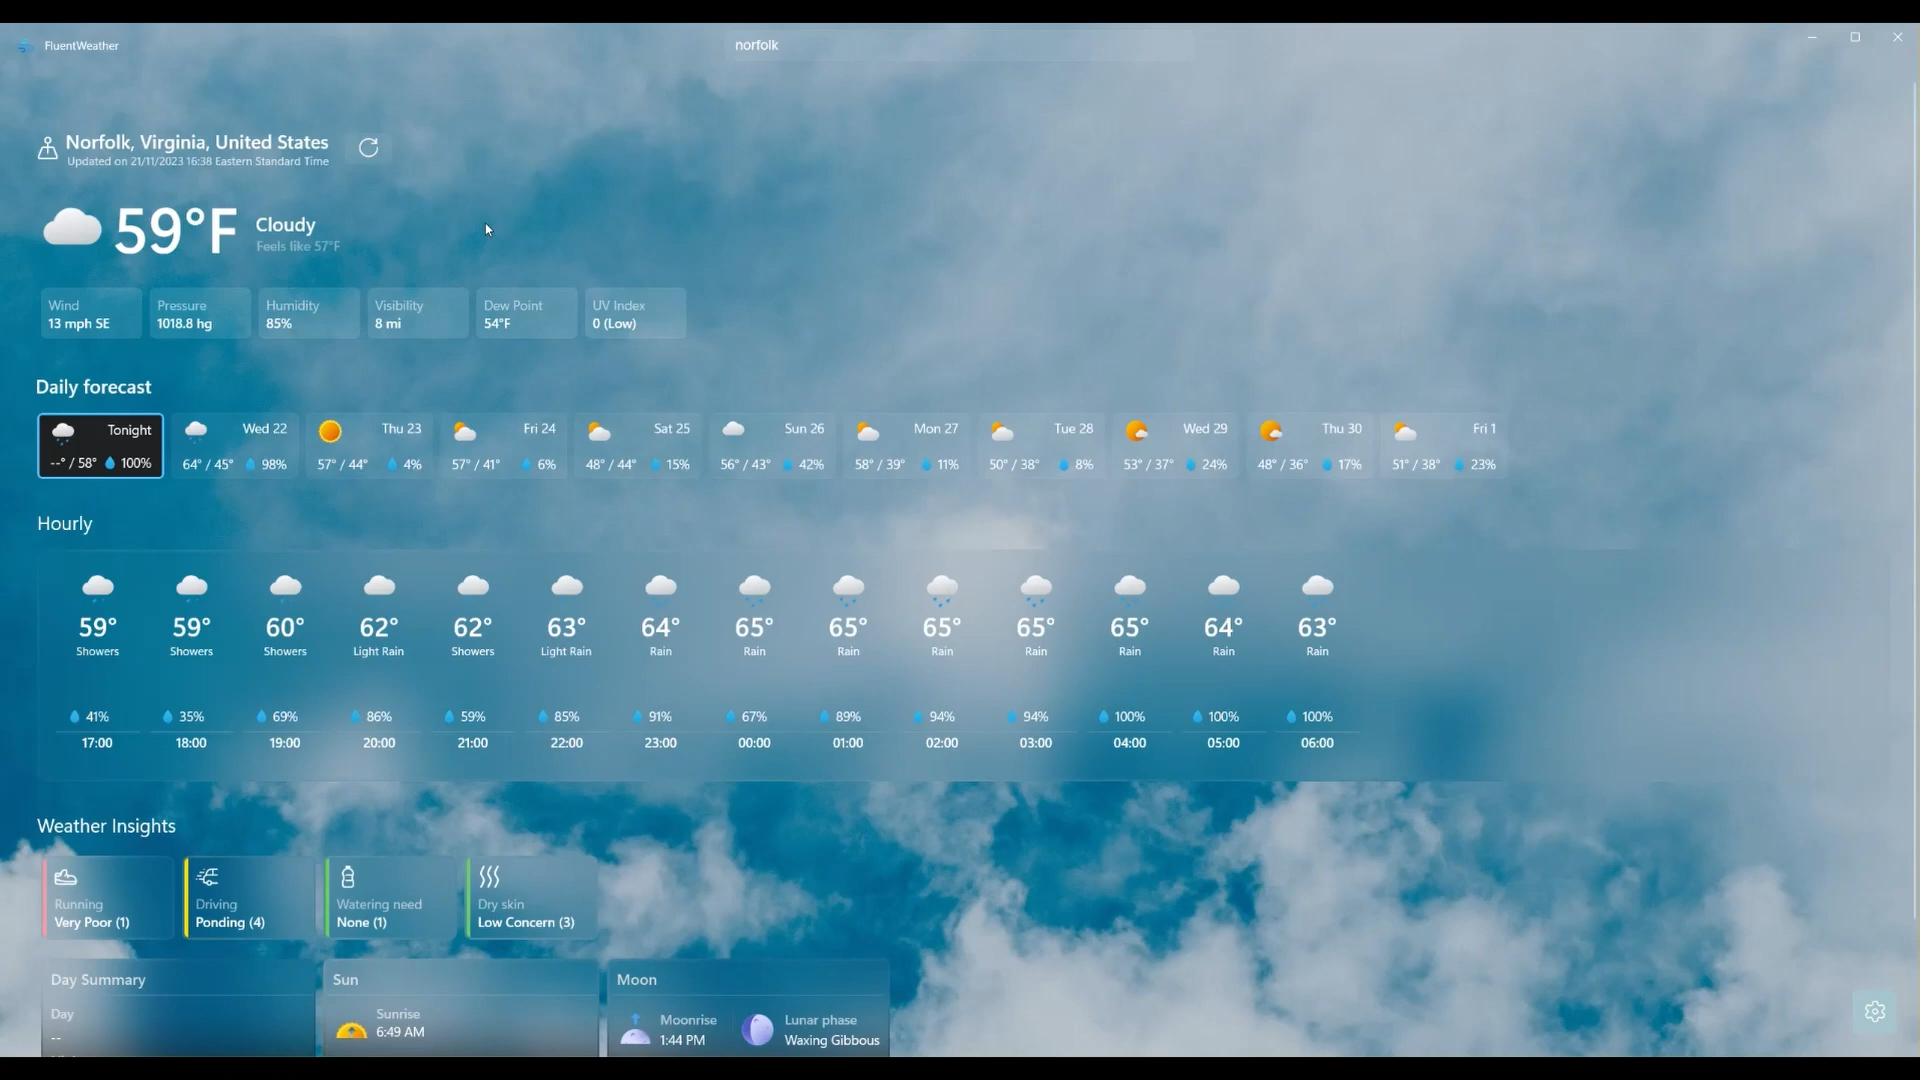 FluentWeather
norfolk
Norfolk, Virginia, United States
Updated on 21/11/2023 16:38 Eastern Standard Time
59°F
Cloudy
Feels like 57°F
Wind
13 mph SE
Pressure
1018.8 hg
Humidity
85%
Visibility
8 mi
Dew Point
54°F
UV Index
0 (Low)
Daily forecast
Tonight
--° / 58° 100%
Wed 22
64° / 45° 98%
Thu 23
57° / 44° 4%
Fri 24
57° / 41° 6%
Sat 25
48° / 44° 15%
Sun 26
56° / 43° 42%
Mon 27
58° / 39° 11%
Tue 28
50° / 38° 8%
Wed 29
53° / 37° 24%
Thu 30
48° / 36° 17%
Fri 1
51° / 38° 23%
Hourly
59° 59° 60° 62° 62° 63° 64° 65° 65° 65° 65° 65° 64° 63°
Showers Showers Showers Light Rain Showers Light Rain Rain Rain Rain Rain Rain Rain Rain Rain
41% 35% 69% 86% 59% 85% 91% 67% 89% 94% 94% 100% 100% 100%
17:00 18:00 19:00 20:00 21:00 22:00 23:00 00:00 01:00 02:00 03:00 04:00 05:00 06:00
Weather Insights
Running
Very Poor (1)
Driving
Ponding (4)
Watering need
None (1)
Dry skin
Low Concern (3)
Day Summary
Day
--
Sun
Sunrise
6:49 AM
Moon
Moonrise
1:44 PM
Lunar phase
Waxing Gibbous